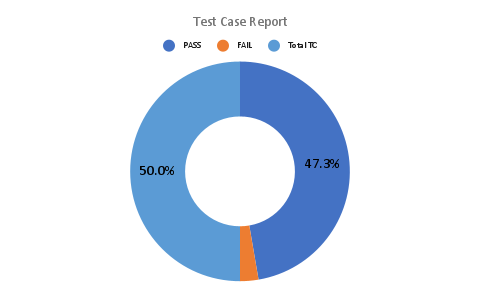 Test Case Report
PASS FAIL Total TC
47.3%
50.0%